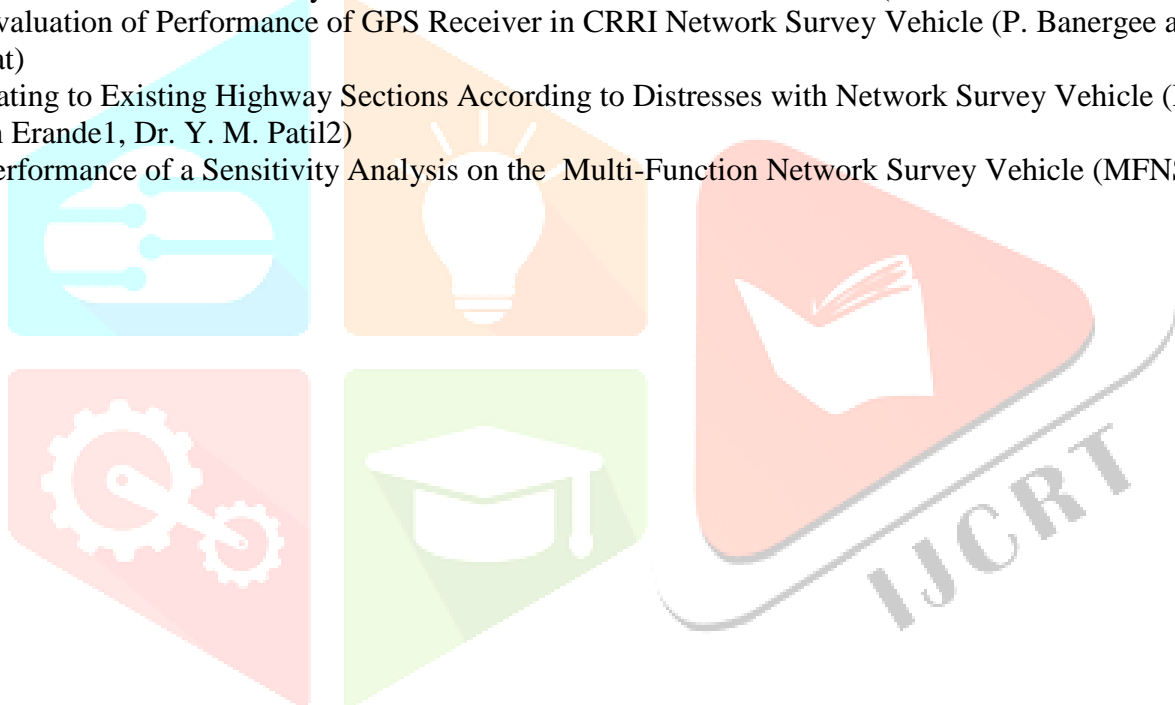 valuation of Performance of GPS Receiver in CRRI Network Survey Vehicle (P. Banergee a
at)
ating to Existing Highway Sections According to Distresses with Network Survey Vehicle (
n Erande1, Dr. Y. M. Patil2)
erformance of a Sensitivity Analysis on the Multi-Function Network Survey Vehicle (MFNS
IJCRT